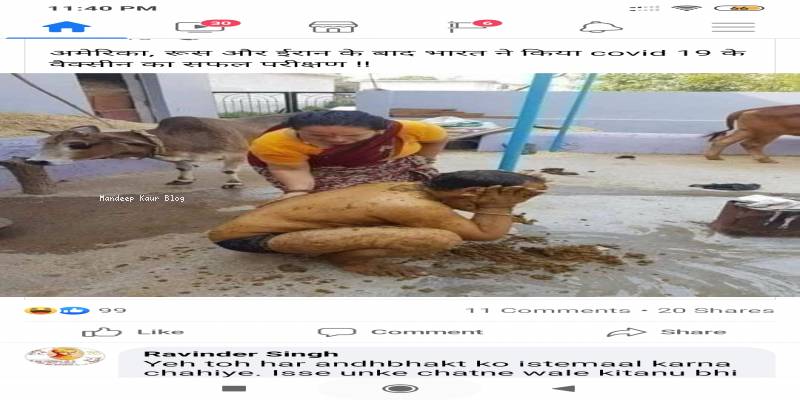 11:40 PM
66
30
6
अमेरिका, रूस और ईरान के बाद भारत ने किया covid 19 के
वैक्सीन का सफल परीक्षण !!
Mandeep Kaur Blog
99
11 Comments • 20 Shares
Like
Comment
Share
Ravinder Singh
Yeh toh har andhbhakt ko istemaal karna
chahiye. Isse unke chatne wale kitanu bhi